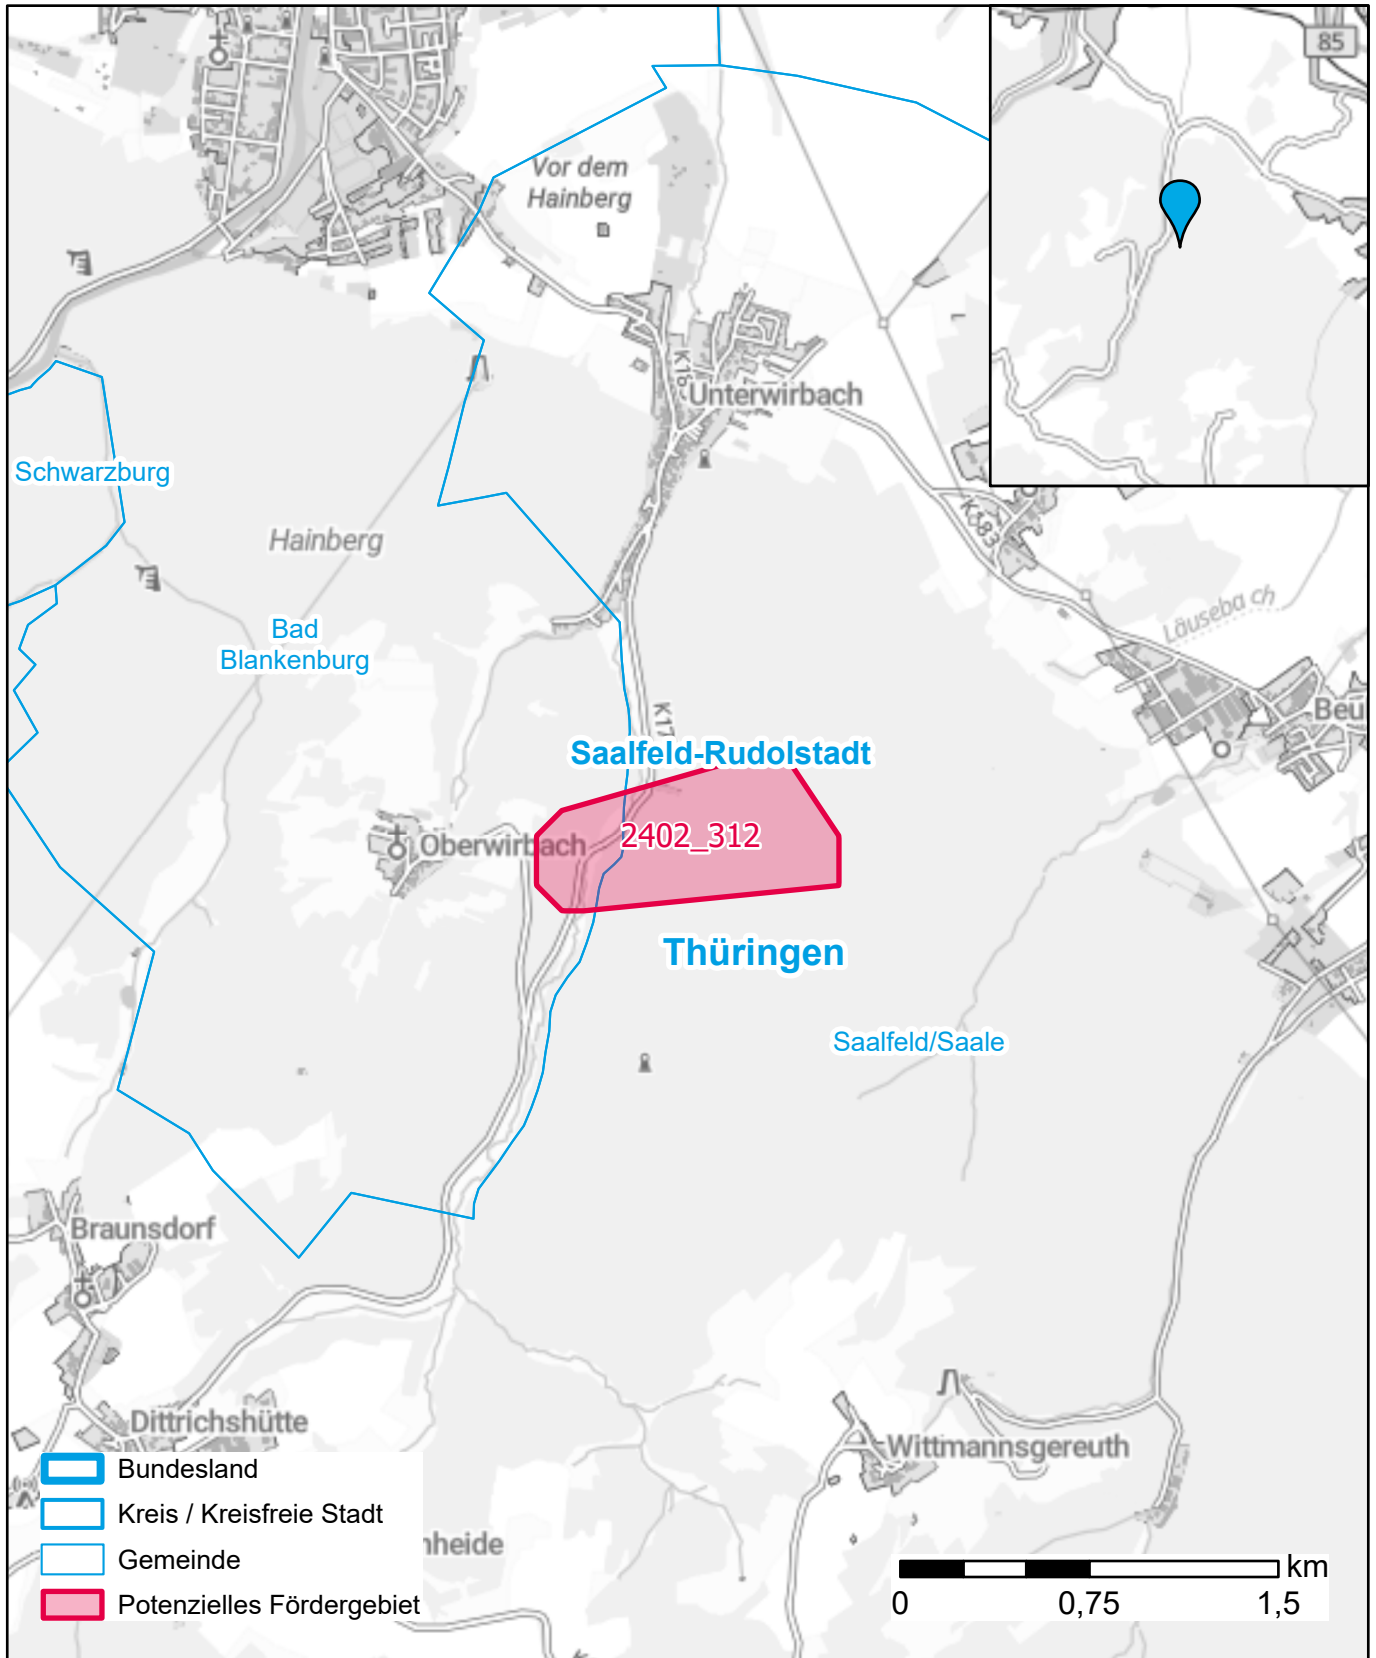 85
Vor dem
Hainberg
K16
Unterwirbach
Schwarzburg
K383
Hainberg
Läuseba ch
Bad
Blankenburg
K17
Beu
Saalfeld-Rudolstadt
2402_312
Oberwirbach
Thüringen
Saalfeld/Saale
Braunsdorf
Dittrichshütte
Wittmannsgereuth
Bundesland
Kreis / Kreisfreie Stadt
Gemeinde
nheide
Potenzielles Fördergebiet
km
0 0,75 1,5